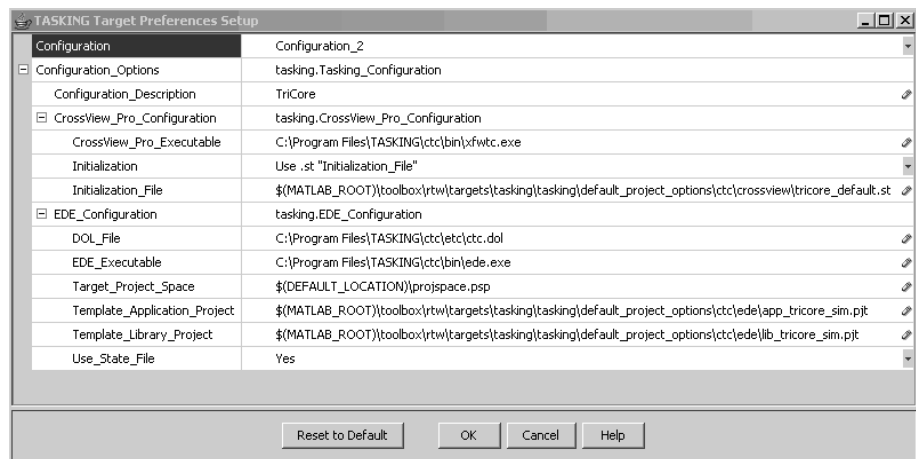 TASKING Target Preferences Setup
Configuration Configuration_2
Configuration_Options tasking.Tasking_Configuration
Configuration_Description TriCore
CrossView_Pro_Configuration tasking.CrossView_Pro_Configuration
CrossView_Pro_Executable C:\Program Files\TASKING\ctc\bin\xfwtc.exe
Initialization Use .st "Initialization_File"
Initialization_File $(MATLAB_ROOT)\toolbox\rtw\targets\tasking\tasking\default_project_options\ctc\crossview\tricore_default.st
EDE_Configuration tasking.EDE_Configuration
DOL_File C:\Program Files\TASKING\ctc\etc\ctc.dol
EDE_Executable C:\Program Files\TASKING\ctc\bin\ede.exe
Target_Project_Space $(DEFAULT_LOCATION)\projspace.psp
Template_Application_Project $(MATLAB_ROOT)\toolbox\rtw\targets\tasking\tasking\default_project_options\ctc\ede\app_tricore_sim.pjt
Template_Library_Project $(MATLAB_ROOT)\toolbox\rtw\targets\tasking\tasking\default_project_options\ctc\ede\lib_tricore_sim.pjt
Use_State_File Yes
Reset to Default OK Cancel Help